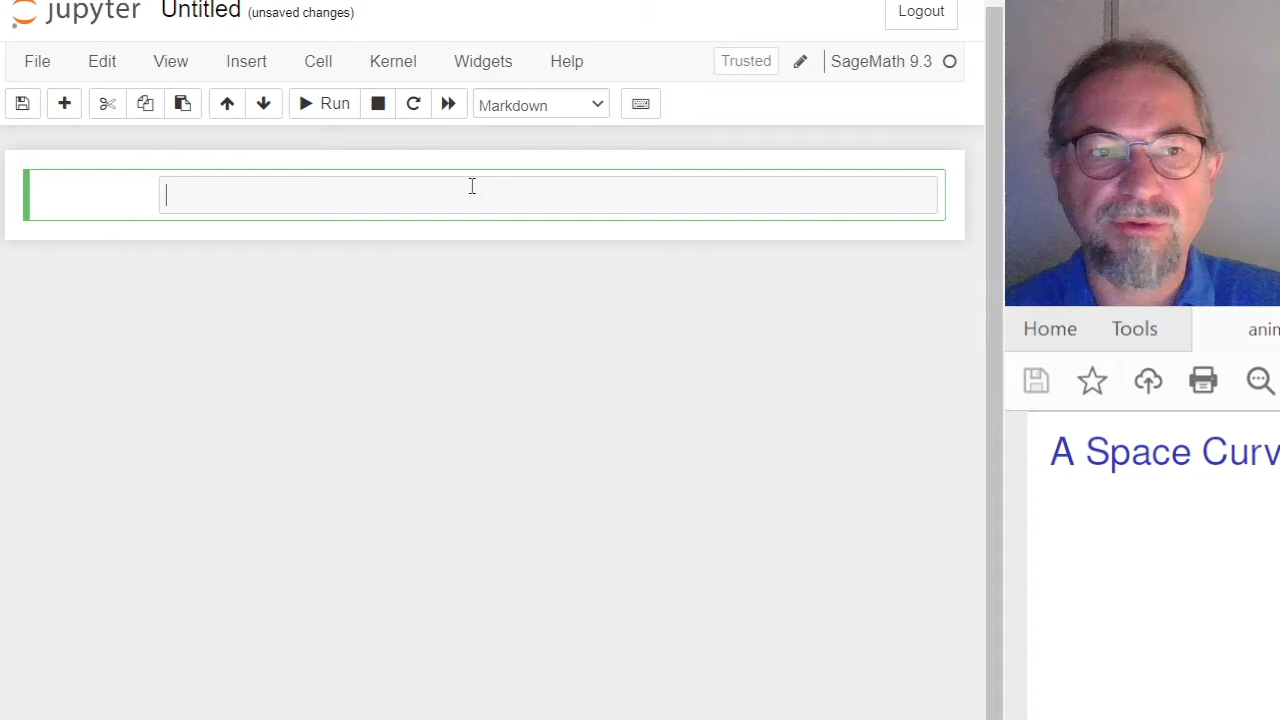 jupyter Untitled (unsaved changes)
Logout
File Edit View Insert Cell Kernel Widgets Help
Trusted SageMath 9.3
Run Markdown
Home Tools anin
A Space Curv